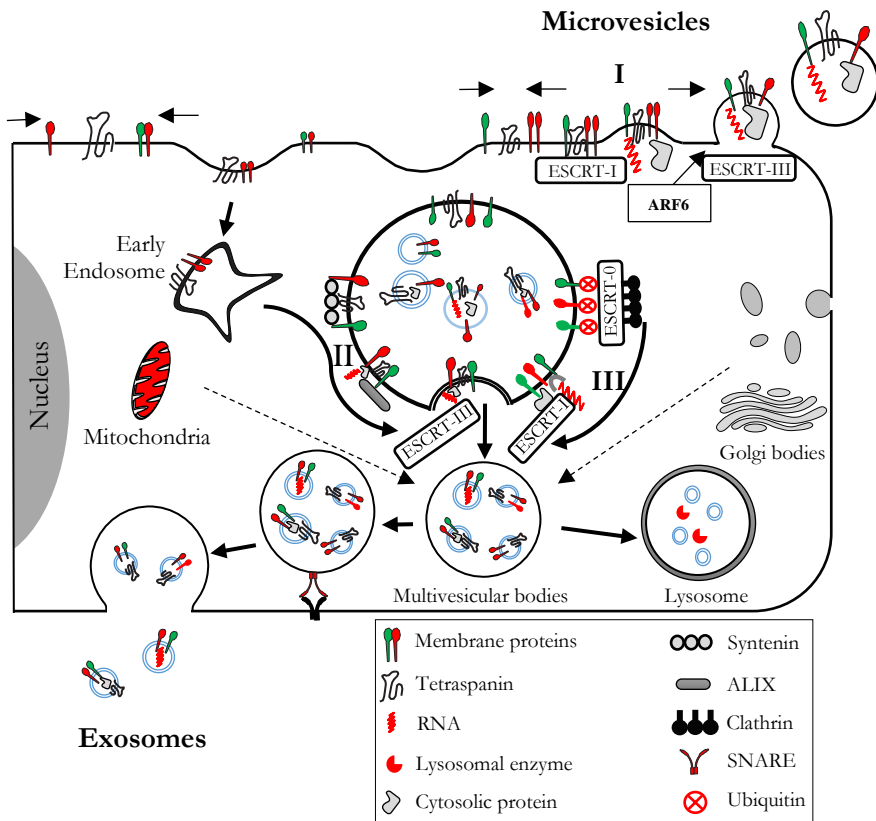 Microvesicles
I
ESCRT-I
ESCRT-III
ARF6
Early
Endosome
ESCRT-0
II
III
Nucleus
Mitochondria
ESCRT-III
ESCRT-I
Golgi bodies
Multivesicular bodies
Lysosome
Exosomes
Membrane proteins
Tetraspanin
RNA
Lysosomal enzyme
Cytosolic protein
Syntenin
ALIX
Clathrin
SNARE
Ubiquitin